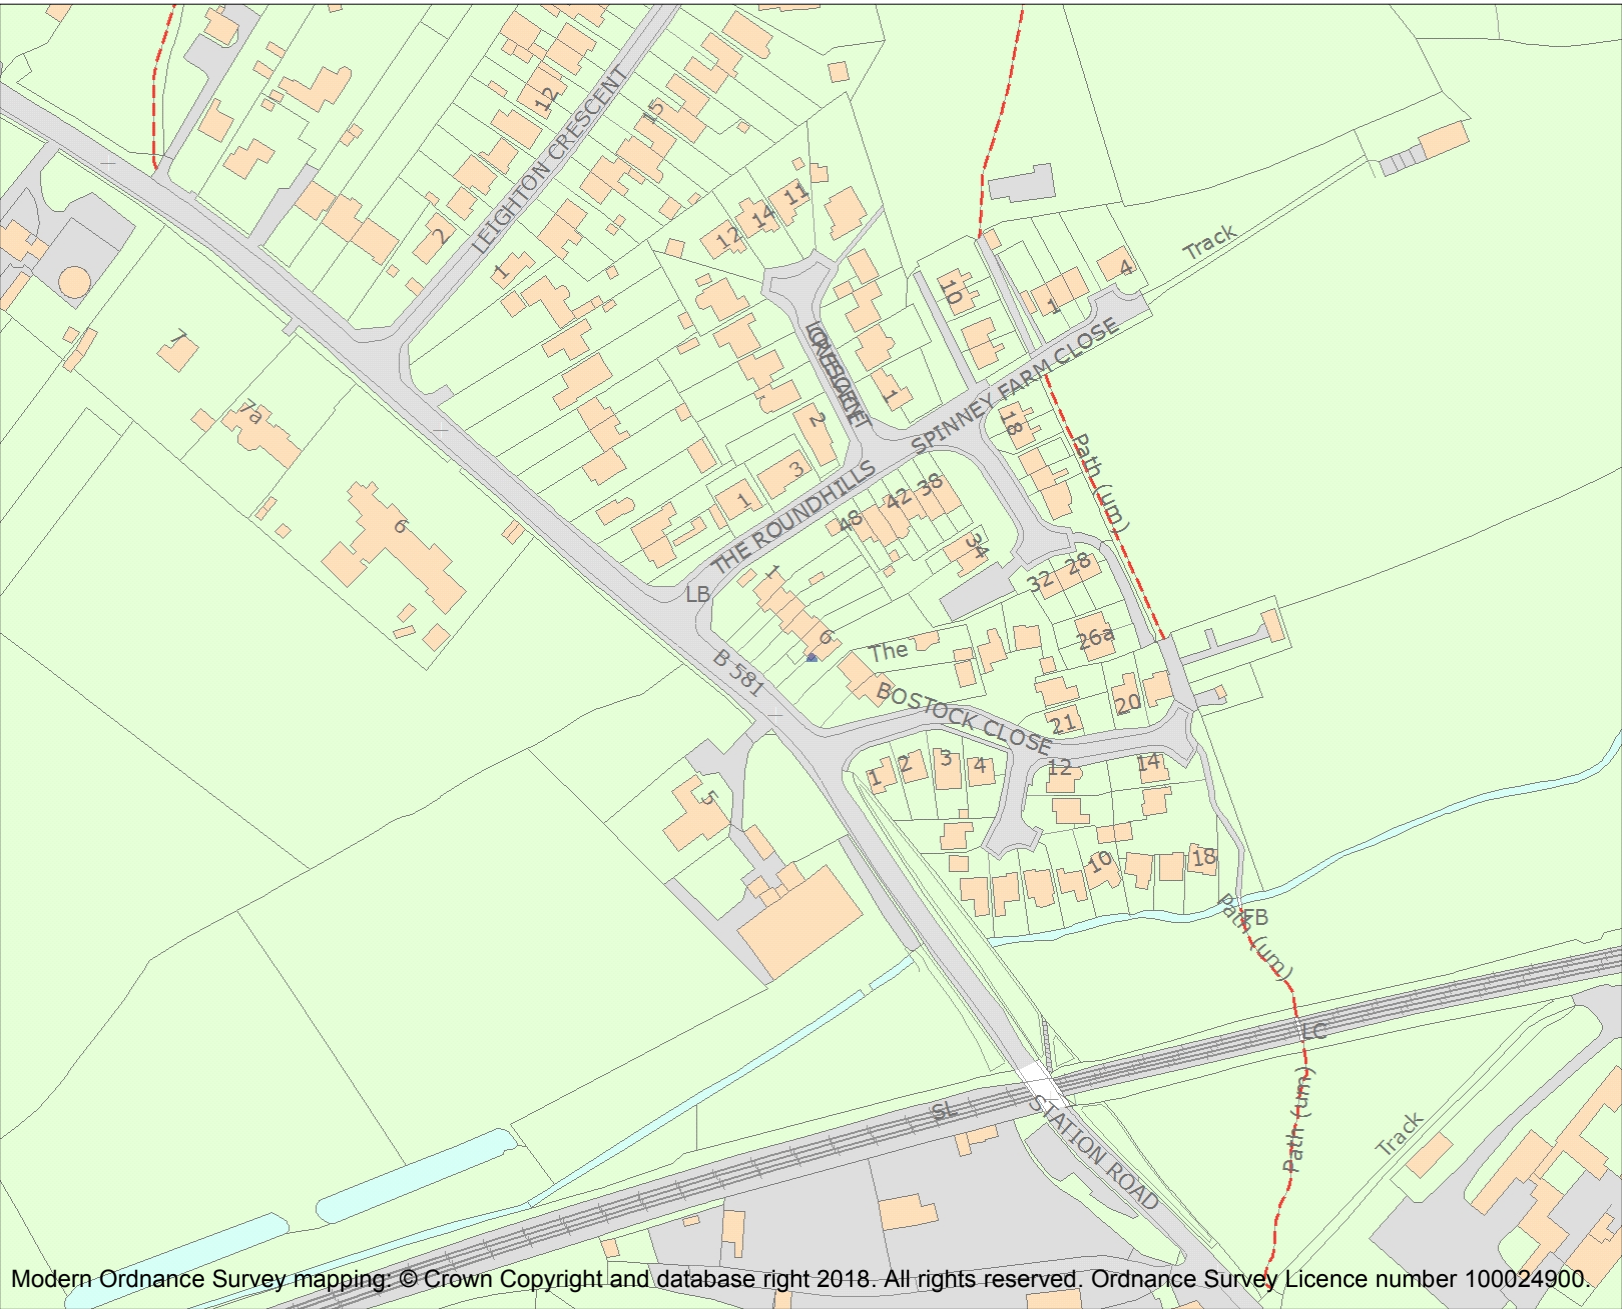 12
15
LEIGHTON CRESCENT
2
1
12
14
11
10
4
1
Track
SPINNEY FARM CLOSE
7
7a
6
2
1
3
1
THE ROUNDHILLS
48
42
38
34
18
Path (um)
32
28
26a
LB
1
6
The
B 581
BOSTOCK CLOSE
21
20
1
2
3
4
12
14
5
10
18
FB
Path (um)
LC
SL
STATION ROAD
Path (um)
Track
Modern Ordnance Survey mapping: © Crown Copyright and database right 2018. All rights reserved. Ordnance Survey Licence number 100024900.